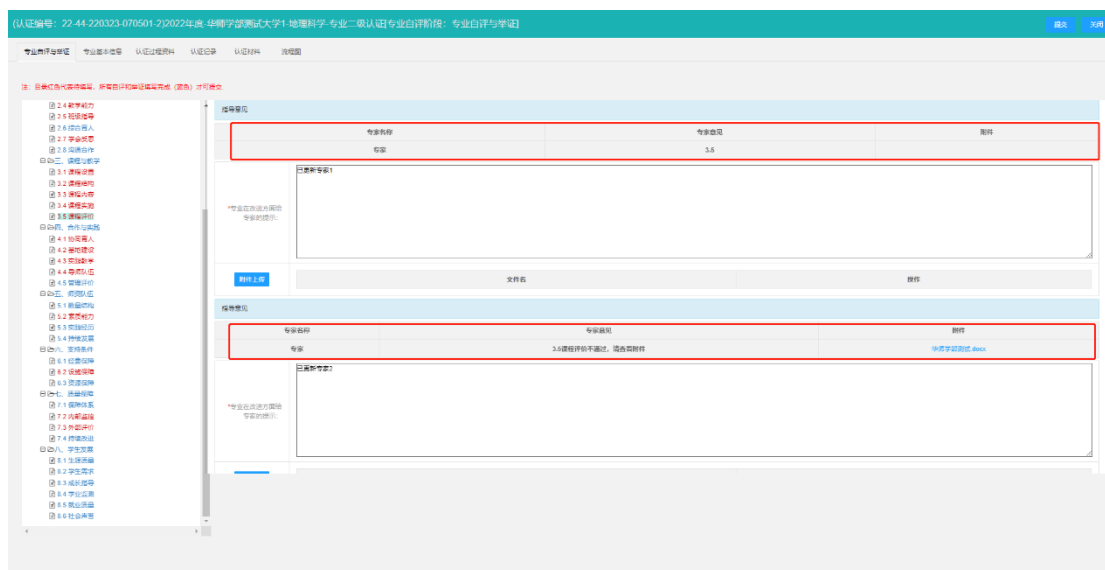 (认证编号：22-44-220323-070501-2)2022年度-华师学部测试大学1-地理科学-专业二级认证[专业自评阶段：专业自评与举证]
提交 关闭
专业自评与举证 专业基本信息 认证过程资料 认证记录 认证材料 流程图
注：目录红色代表待填写，所有自评和举证填写完成（蓝色）才可提交
2.4 教学能力
2.5 班级指导
2.6 综合育人
2.7 学会反思
2.8 沟通合作
三、课程与教学
3.1 课程设置
3.2 课程结构
3.3 课程内容
3.4 课程实施
3.5 课程评价
四、合作与实践
4.1 协同育人
4.2 基地建设
4.3 实践教学
4.4 导师队伍
4.5 管理评价
五、师资队伍
5.1 数量结构
5.2 素质能力
5.3 实践经历
5.4 持续发展
六、支持条件
6.1 经费保障
6.2 设施保障
6.3 资源保障
七、质量保障
7.1 保障体系
7.2 内部监控
7.3 外部评价
7.4 持续改进
八、学生发展
8.1 生源质量
8.2 学生需求
8.3 成长指导
8.4 学业监测
8.5 就业质量
8.6 社会声誉
指导意见
专家名称 专家意见 附件
专家 3.5
*专业在改进方面给
专家的提示:
已更新专家1
附件上传 文件名 操作
指导意见
专家名称 专家意见 附件
专家 3.5课程评价不通过，请查看附件 华师学部测试.docx
*专业在改进方面给
专家的提示:
已更新专家2